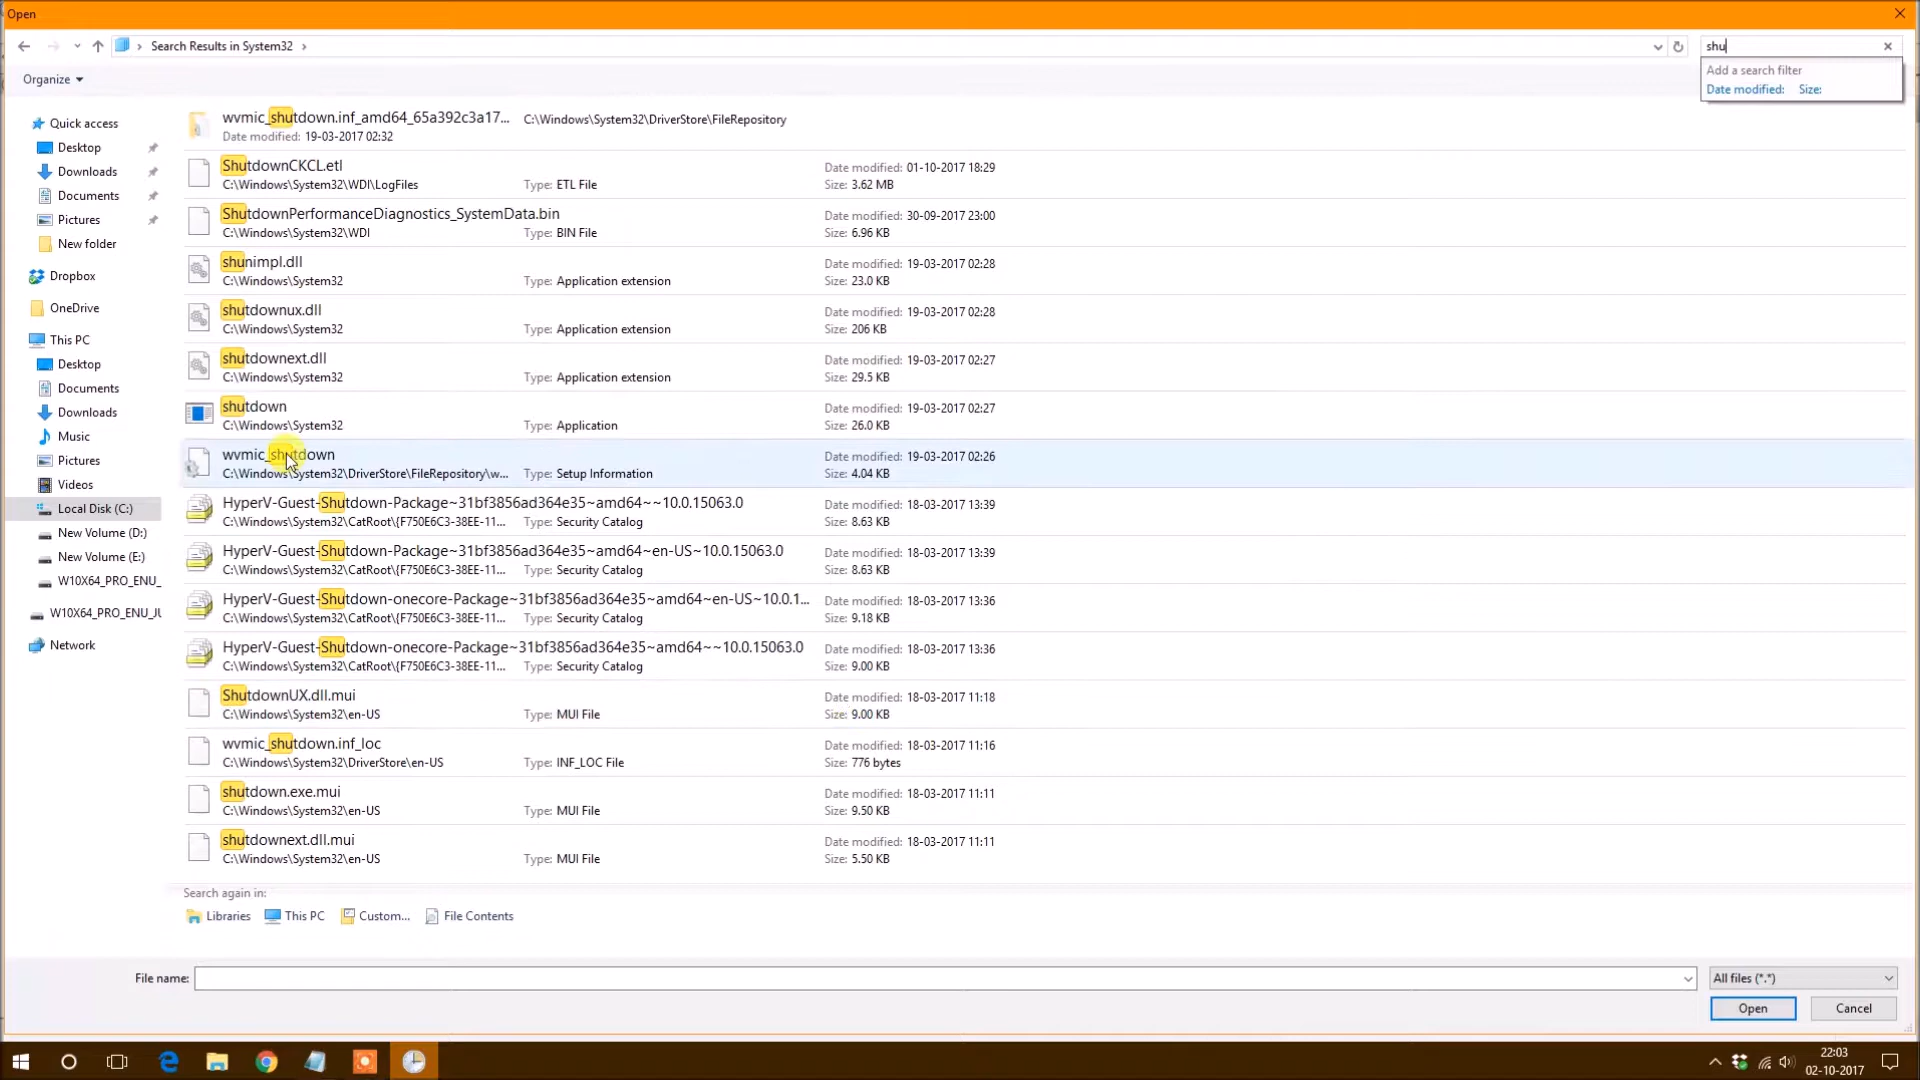 Open
Search Results in System32
shu
Organize
Add a search filter
Date modified: Size:
Quick access
Desktop
Downloads
Documents
Pictures
New folder
Dropbox
OneDrive
This PC
Desktop
Documents
Downloads
Music
Pictures
Videos
Local Disk (C:)
New Volume (D:)
New Volume (E:)
W10X64_PRO_ENU_
W10X64_PRO_ENU_JU
Network
wvmic_shutdown.inf_amd64_65a392c3a17... C:\Windows\System32\DriverStore\FileRepository
Date modified: 19-03-2017 02:32
ShutdownCKCL.etl Date modified: 01-10-2017 18:29
C:\Windows\System32\WDI\LogFiles Type: ETL File Size: 3.62 MB
ShutdownPerformanceDiagnostics_SystemData.bin Date modified: 30-09-2017 23:00
C:\Windows\System32\WDI Type: BIN File Size: 6.96 KB
shunimpl.dll Date modified: 19-03-2017 02:28
C:\Windows\System32 Type: Application extension Size: 23.0 KB
shutdownux.dll Date modified: 19-03-2017 02:28
C:\Windows\System32 Type: Application extension Size: 206 KB
shutdownext.dll Date modified: 19-03-2017 02:27
C:\Windows\System32 Type: Application extension Size: 29.5 KB
shutdown Date modified: 19-03-2017 02:27
C:\Windows\System32 Type: Application Size: 26.0 KB
wvmic_shutdown Date modified: 19-03-2017 02:26
C:\Windows\System32\DriverStore\FileRepository\w... Type: Setup Information Size: 4.04 KB
HyperV-Guest-Shutdown-Package~31bf3856ad364e35~amd64~~10.0.15063.0 Date modified: 18-03-2017 13:39
C:\Windows\System32\CatRoot\{F750E6C3-38EE-11... Type: Security Catalog Size: 8.63 KB
HyperV-Guest-Shutdown-Package~31bf3856ad364e35~amd64~en-US~10.0.15063.0 Date modified: 18-03-2017 13:39
C:\Windows\System32\CatRoot\{F750E6C3-38EE-11... Type: Security Catalog Size: 8.63 KB
HyperV-Guest-Shutdown-onecore-Package~31bf3856ad364e35~amd64~en-US~10.0.1... Date modified: 18-03-2017 13:36
C:\Windows\System32\CatRoot\{F750E6C3-38EE-11... Type: Security Catalog Size: 9.18 KB
HyperV-Guest-Shutdown-onecore-Package~31bf3856ad364e35~amd64~~10.0.15063.0 Date modified: 18-03-2017 13:36
C:\Windows\System32\CatRoot\{F750E6C3-38EE-11... Type: Security Catalog Size: 9.00 KB
ShutdownUX.dll.mui Date modified: 18-03-2017 11:18
C:\Windows\System32\en-US Type: MUI File Size: 9.00 KB
wvmic_shutdown.inf_loc Date modified: 18-03-2017 11:16
C:\Windows\System32\DriverStore\en-US Type: INF_LOC File Size: 776 bytes
shutdown.exe.mui Date modified: 18-03-2017 11:11
C:\Windows\System32\en-US Type: MUI File Size: 9.50 KB
shutdownext.dll.mui Date modified: 18-03-2017 11:11
C:\Windows\System32\en-US Type: MUI File Size: 5.50 KB
Search again in:
Libraries This PC Custom... File Contents
File name: All files (*.*)
Open Cancel
22:03
02-10-2017